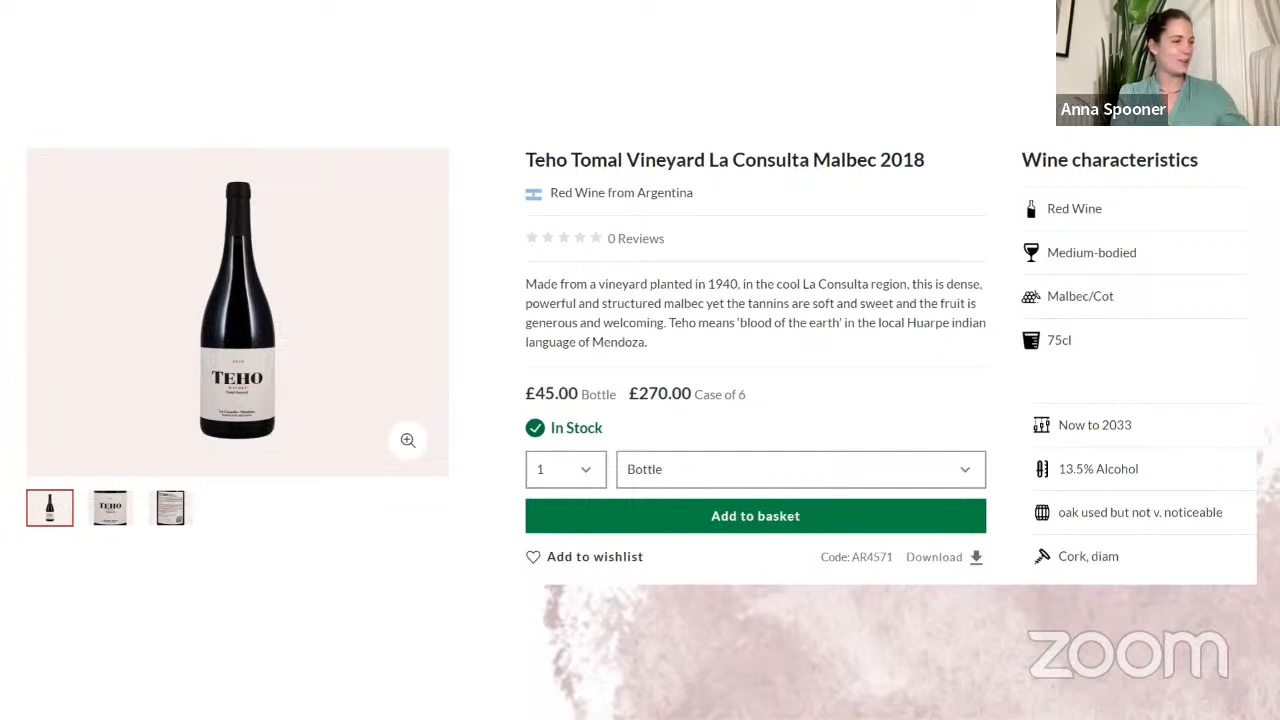 Anna Spooner
Teho Tomal Vineyard La Consulta Malbec 2018
Red Wine from Argentina
0 Reviews
Made from a vineyard planted in 1940, in the cool La Consulta region, this is dense,
powerful and structured malbec yet the tannins are soft and sweet and the fruit is
generous and welcoming. Teho means 'blood of the earth' in the local Huarpe indian
language of Mendoza.
£45.00 Bottle £270.00 Case of 6
In Stock
1 Bottle
Add to basket
Add to wishlist Code: AR4571 Download
Wine characteristics
Red Wine
Medium-bodied
Malbec/Cot
75cl
Now to 2033
13.5% Alcohol
oak used but not v. noticeable
Cork, diam
TEHO
TEHO
zoom